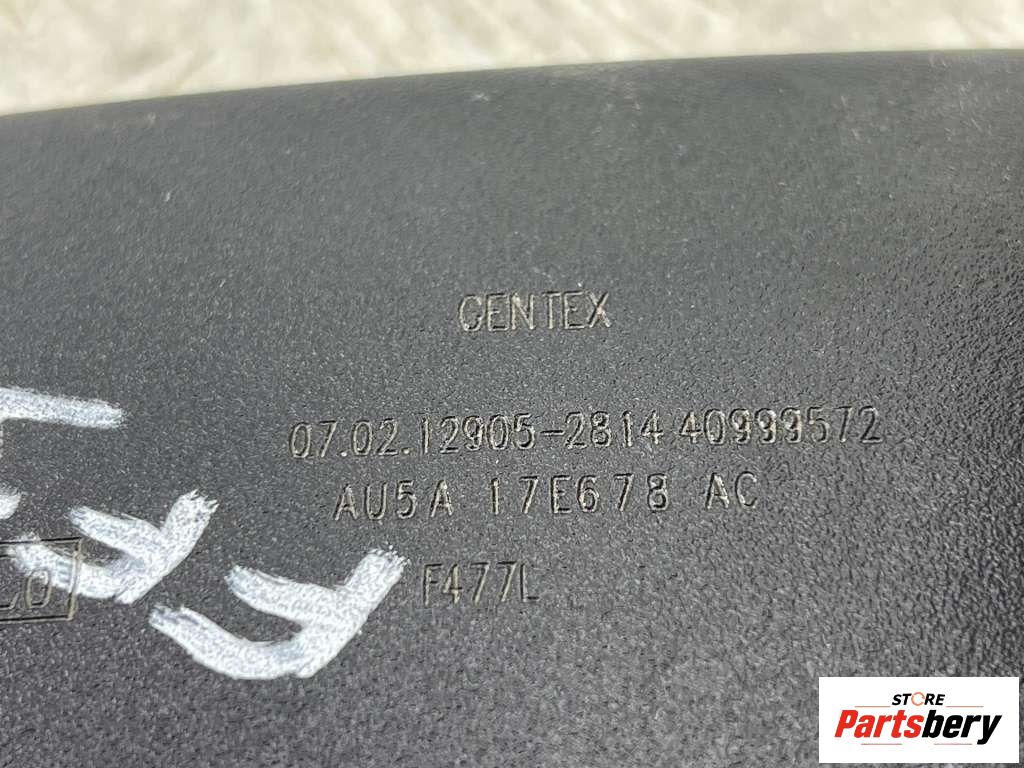 GENTEX
07.02.12905-2814 40999572
AU5A 17E678 AC
F477L
STORE
Partsbery